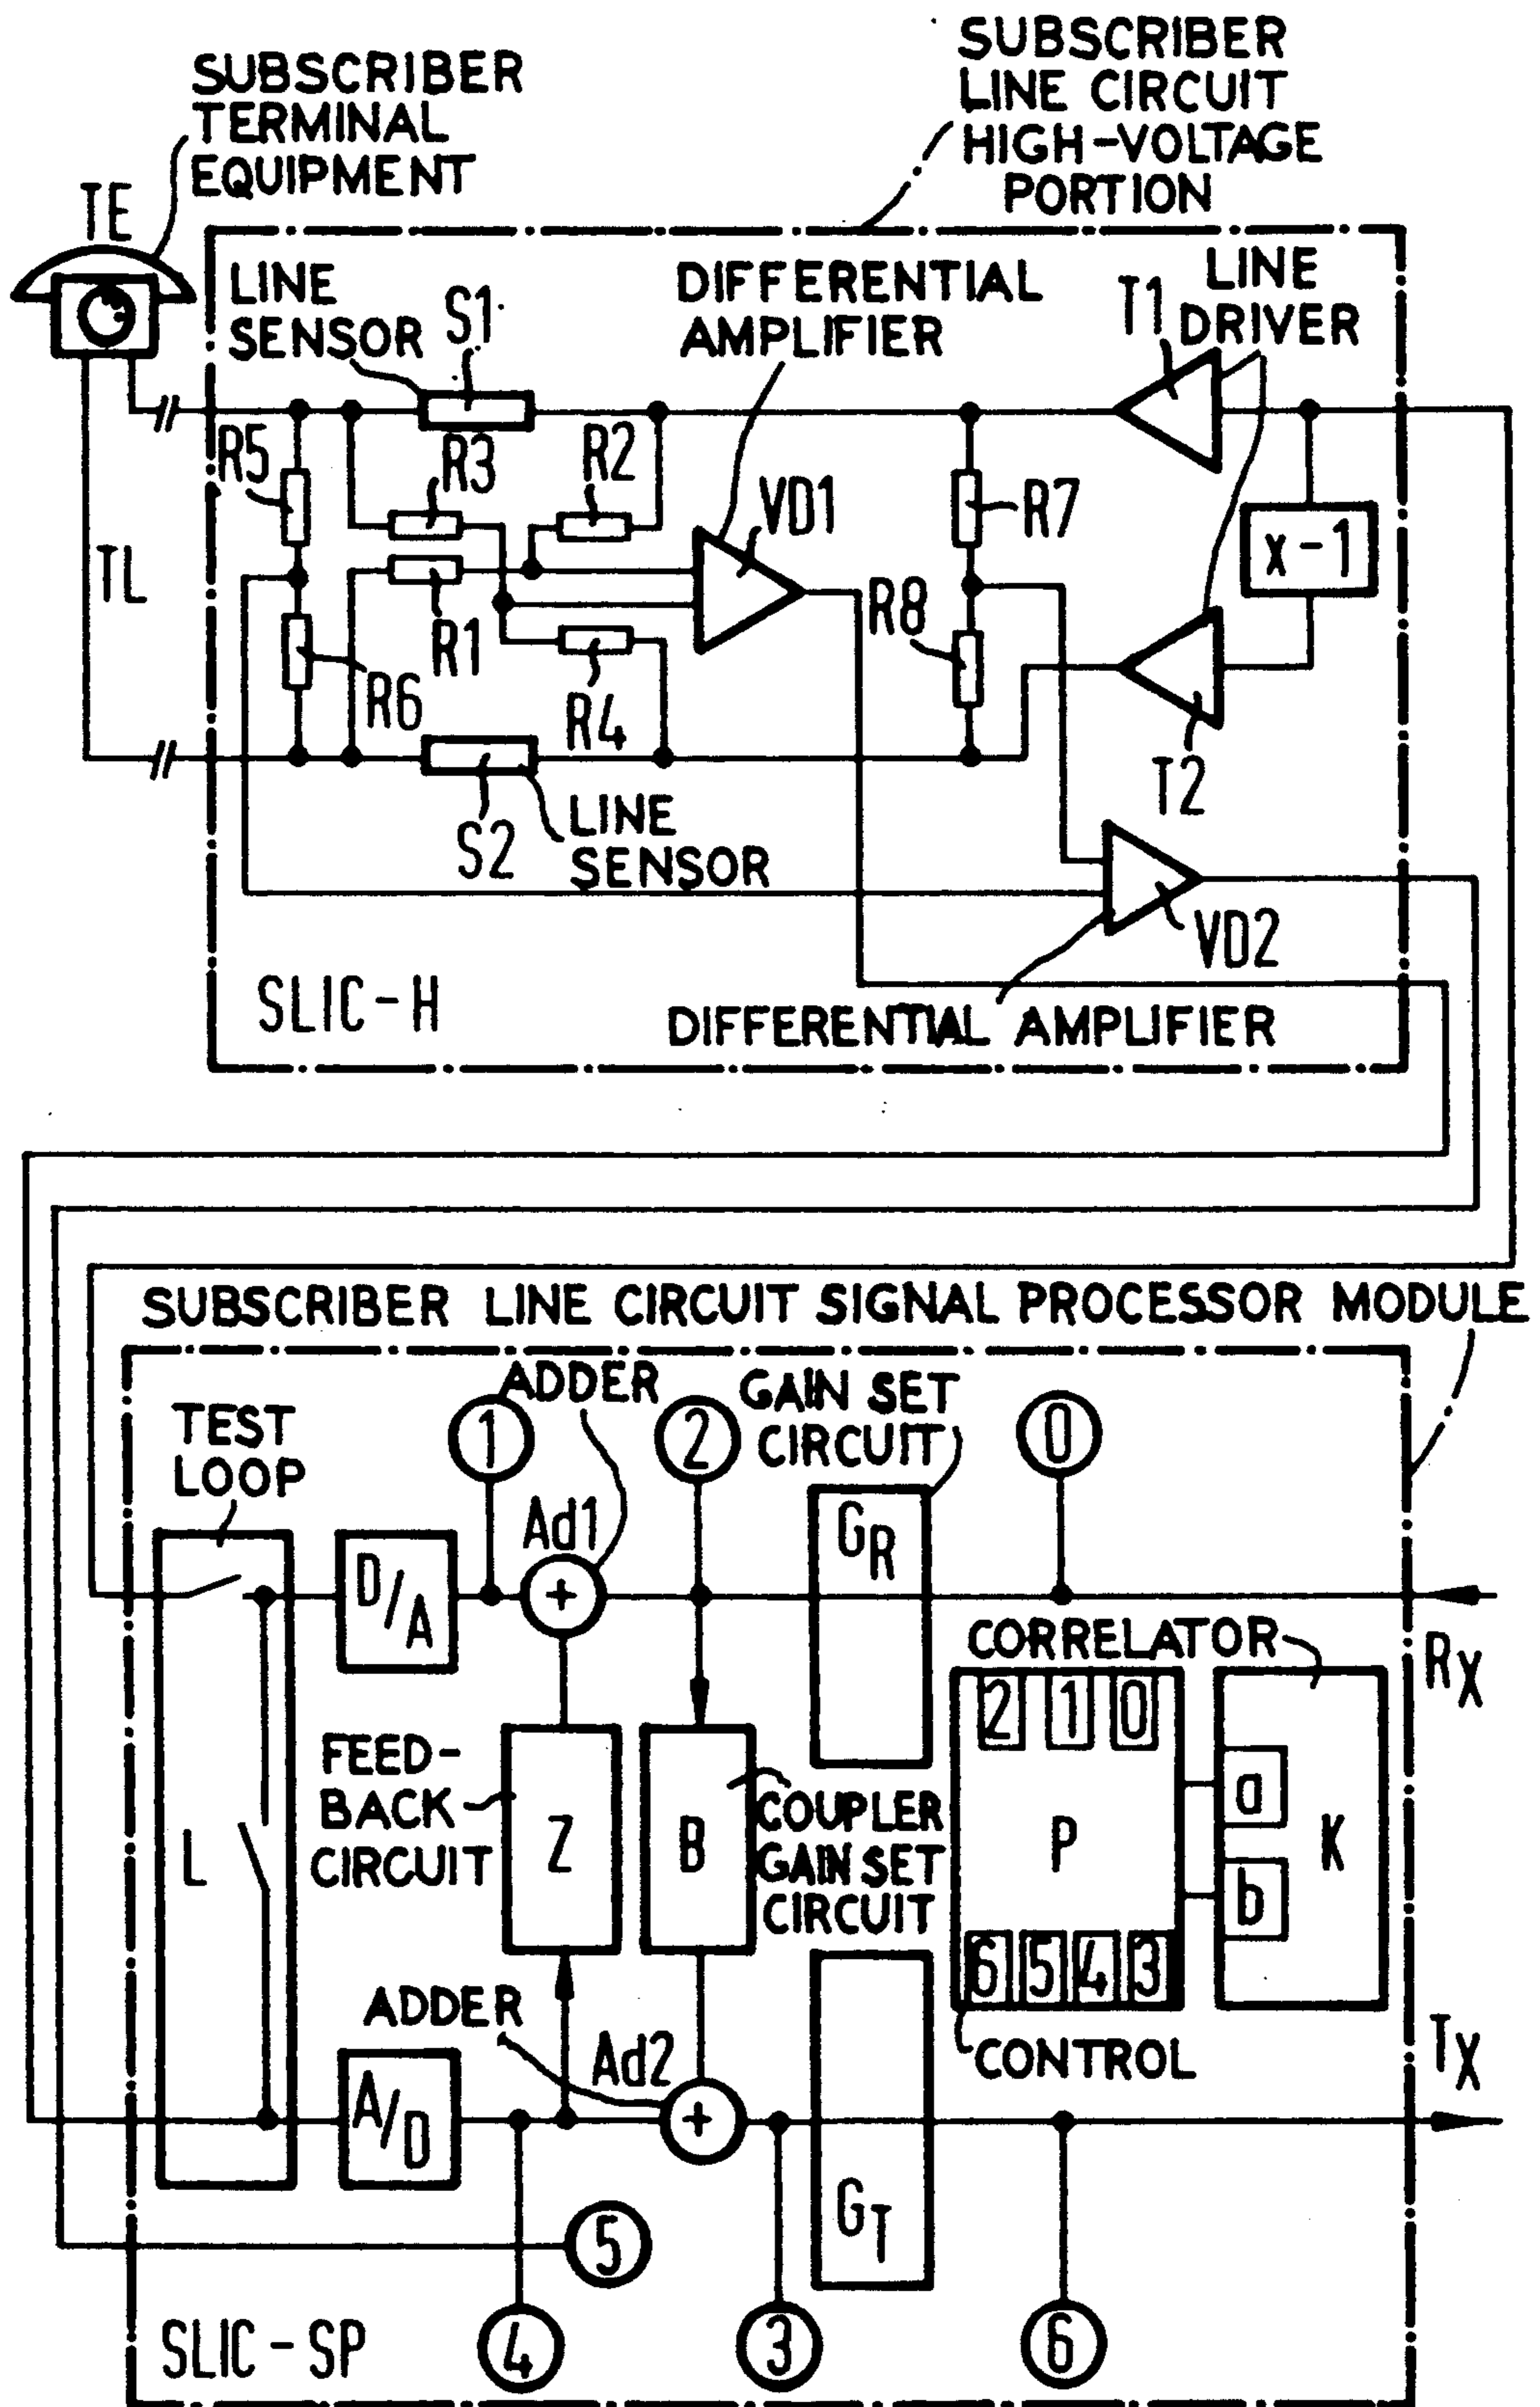 SUBSCRIBER
TERMINAL
EQUIPMENT
SUBSCRIBER
LINE CIRCUIT
HIGH-VOLTAGE
PORTION
TE
LINE
SENSOR
S1
DIFFERENTIAL
AMPLIFIER
T1
LINE
DRIVER
R5
R3
R2
VD1
R7
x-1
TL
R1
R8
R6
R4
T2
S2
LINE
SENSOR
VD2
SLIC-H
DIFFERENTIAL AMPLIFIER
SUBSCRIBER LINE CIRCUIT SIGNAL PROCESSOR MODULE
TEST
LOOP
1
ADDER
2
GAIN SET
CIRCUIT
0
Ad1
GR
D/A
+
CORRELATOR
RX
2 1 0
FEED-
BACK
CIRCUIT
L
Z
B
COUPLER
GAIN SET
CIRCUIT
P
a
b
K
6 5 4 3
ADDER
Ad2
CONTROL
TX
A/D
+
GT
5
SLIC-SP
4
3
6